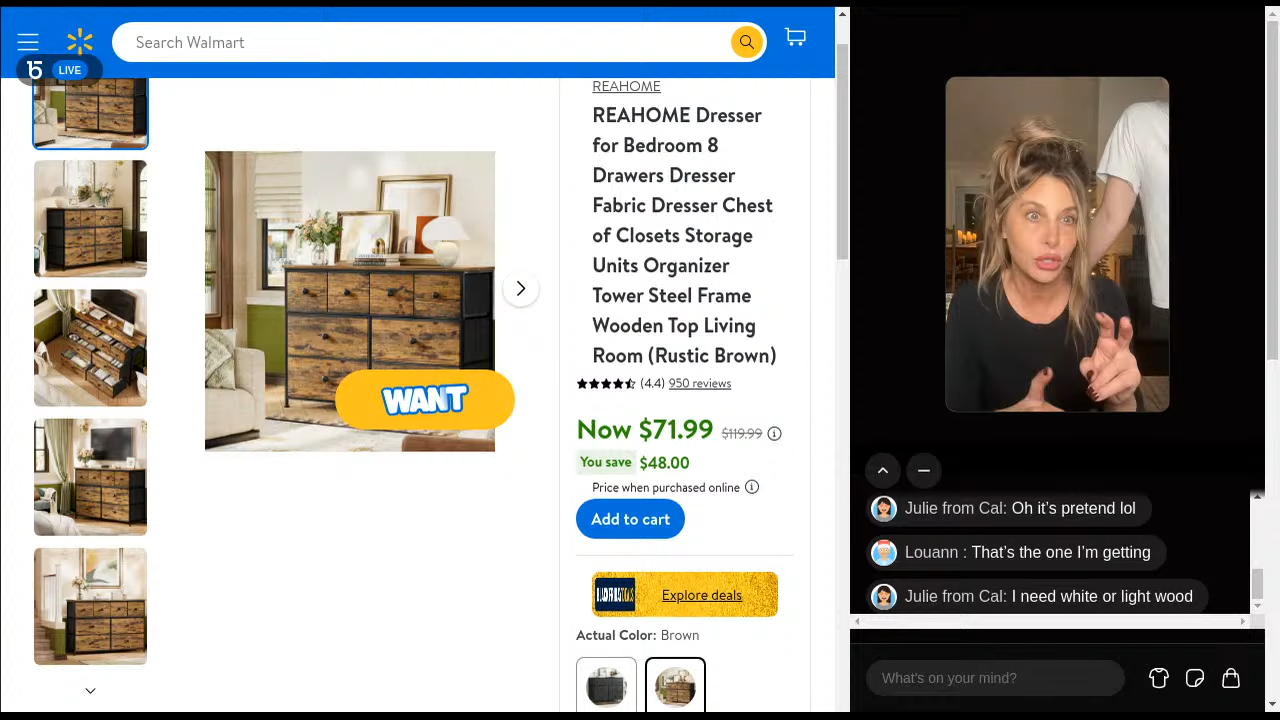 Search Walmart
LIVE
REAHOME
REAHOME Dresser
for Bedroom 8
Drawers Dresser
Fabric Dresser Chest
of Closets Storage
Units Organizer
Tower Steel Frame
Wooden Top Living
Room (Rustic Brown)
(4.4) 950 reviews
WANT
Now $71.99 $119.99
You save $48.00
Price when purchased online
Add to cart
Explore deals
Actual Color: Brown
Julie from Cal: Oh it’s pretend lol
Louann : That’s the one I’m getting
Julie from Cal: I need white or light wood
What's on your mind?